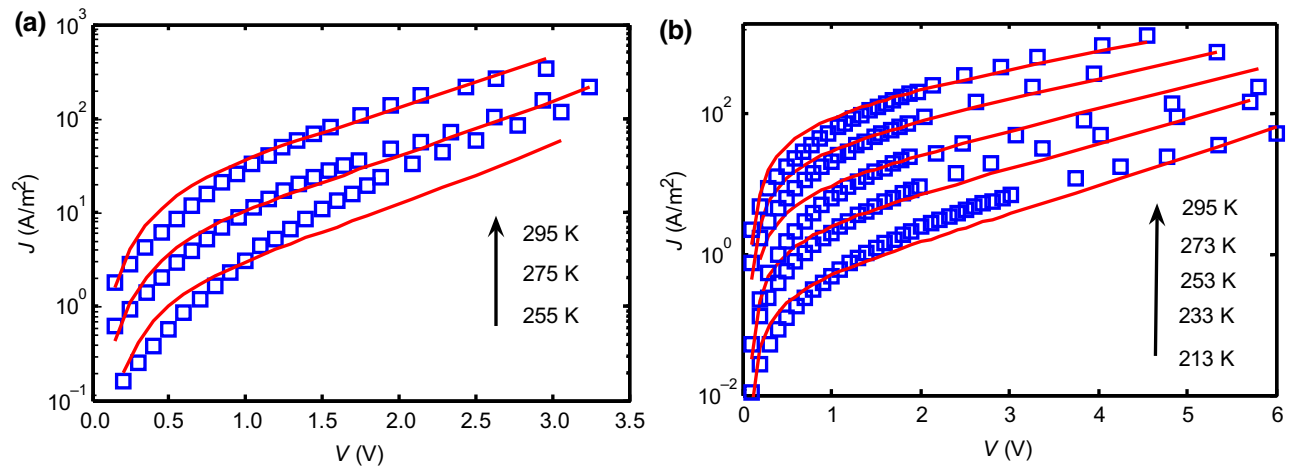 (a)
10³
10²
10¹
10⁰
10⁻¹
J (A/m²)
0.0 0.5 1.0 1.5 2.0 2.5 3.0 3.5
V (V)
295 K
275 K
255 K
(b)
10²
10⁰
10⁻²
J (A/m²)
0 1 2 3 4 5 6
V (V)
295 K
273 K
253 K
233 K
213 K